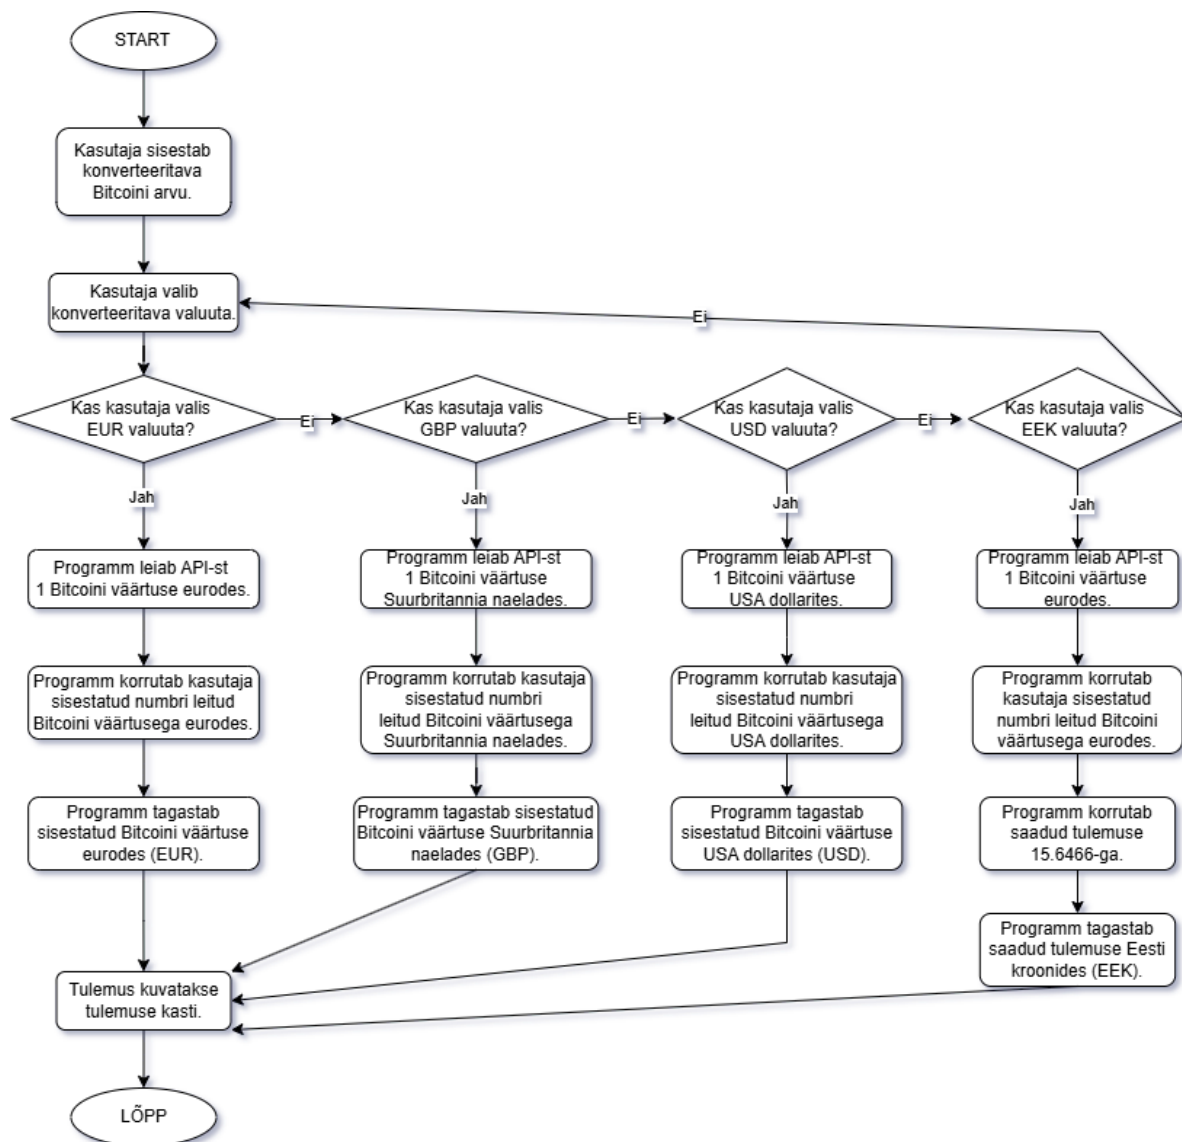 START
Kasutaja sisestab
konverteeritava
Bitcoini arvu.
Kasutaja valib
konverteeritava valuuta.
Ei
Kas kasutaja valis
EUR valuuta?
Ei
Kas kasutaja valis
GBP valuuta?
Ei
Kas kasutaja valis
USD valuuta?
Ei
Kas kasutaja valis
EEK valuuta?
Jah
Jah
Jah
Jah
Programm leiab API-st
1 Bitcoini väärtuse eurodes.
Programm leiab API-st
1 Bitcoini väärtuse
Suurbritannia naelades.
Programm leiab API-st
1 Bitcoini väärtuse
USA dollarites.
Programm leiab API-st
1 Bitcoini väärtuse
eurodes.
Programm korrutab kasutaja
sisestatud numbri leitud
Bitcoini väärtusega eurodes.
Programm korrutab kasutaja
sisestatud numbri
leitud Bitcoini väärtusega
Suurbritannia naelades.
Programm korrutab kasutaja
sisestatud numbri
leitud Bitcoini väärtusega
USA dollarites.
Programm korrutab
kasutaja sisestatud
numbri leitud Bitcoini
väärtusega eurodes.
Programm tagastab
sisestatud Bitcoini väärtuse
eurodes (EUR).
Programm tagastab sisestatud
Bitcoini väärtuse Suurbritannia
naelades (GBP).
Programm tagastab
sisestatud Bitcoini väärtuse
USA dollarites (USD).
Programm korrutab
saadud tulemuse
15.6466-ga.
Programm tagastab
saadud tulemuse Eesti
kroonides (EEK).
Tulemus kuvatakse
tulemuse kasti.
LÕPP